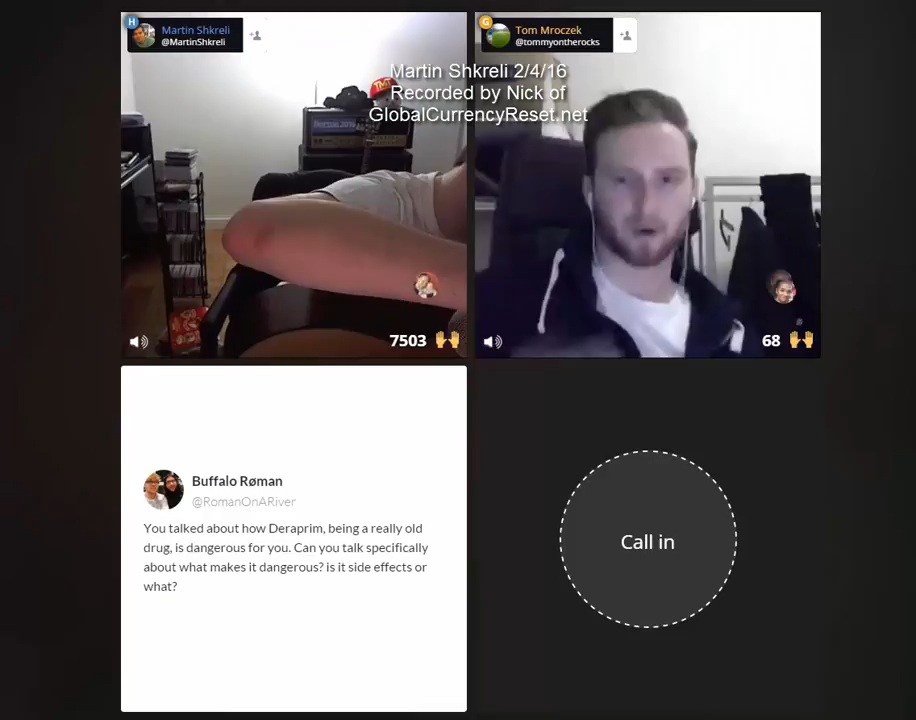 H
Martin Shkreli
@MartinShkreli
G
Tom Mroczek
@tommyontherocks
Martin Shkreli 2/4/16
Recorded by Nick of
GlobalCurrencyReset.net
TMT
7503
68
Buffalo Røman
@RomanOnARiver
You talked about how Deraprim, being a really old
drug, is dangerous for you. Can you talk specifically
about what makes it dangerous? is it side effects or
what?
Call in